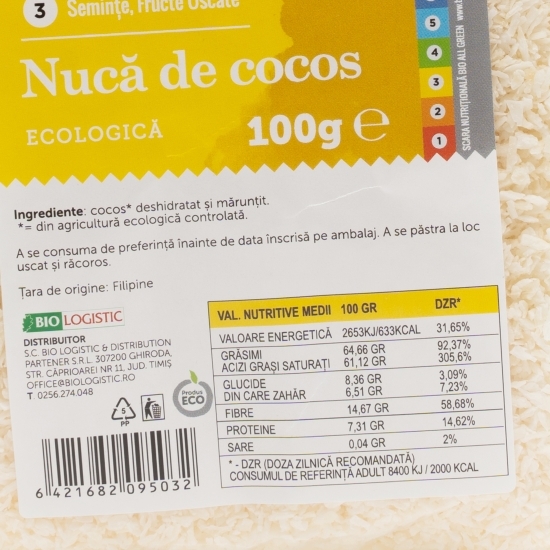 3 Semințe, Fructe Uscate
Nucă de cocos
ECOLOGICĂ
100g e
5
4
3
2
1
SCARA NUTRIȚIONALĂ BIO ALL GREEN
Ingrediente: cocos* deshidratat și mărunțit.
*= din agricultură ecologică controlată.
A se consuma de preferință înainte de data înscrisă pe ambalaj. A se păstra la loc
uscat și răcoros.
Țara de origine: Filipine
BIO LOGISTIC
DISTRIBUITOR
S.C. BIO LOGISTIC & DISTRIBUTION
PARTENER S.R.L. 307200 GHIRODA,
STR. CĂPRIOAREI NR 11, JUD. TIMIȘ
OFFICE@BIOLOGISTIC.RO
T 0256.274.048
5
PP
Produs
ECO
6 421682 095032
VAL. NUTRITIVE MEDII 100 GR DZR*
VALOARE ENERGETICĂ 2653KJ/633KCAL 31,65%
GRĂSIMI 64,66 GR 92,37%
ACIZI GRAȘI SATURAȚI 61,12 GR 305,6%
GLUCIDE 8,36 GR 3,09%
DIN CARE ZAHĂR 6,51 GR 7,23%
FIBRE 14,67 GR 58,68%
PROTEINE 7,31 GR 14,62%
SARE 0,04 GR 2%
* - DZR (DOZA ZILNICĂ RECOMANDATĂ)
CONSUMUL DE REFERINȚĂ ADULT 8400 KJ / 2000 KCAL